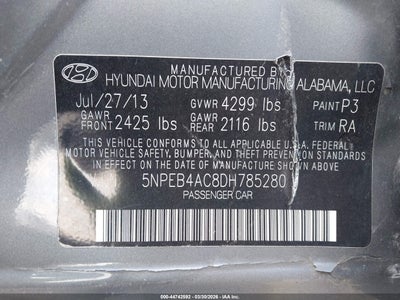 MANUFACTURED BY
HYUNDAI MOTOR MANUFACTURING ALABAMA, LLC
Jul/27/13 GVWR 4299 lbs PAINT P3
GAWR FRONT 2425 lbs GAWR REAR 2116 lbs TRIM RA
THIS VEHICLE CONFORMS TO ALL APPLICABLE U.S.A. FEDERAL
MOTOR VEHICLE SAFETY, BUMPER, AND THEFT PREVENTION
STANDARDS IN EFFECT ON THE DATE OF MANUFACTURE
SHOWN ABOVE.
5NPEB4AC8DH785280
PASSENGER CAR
000-44742592 - 03/30/2026 - IAA Inc.